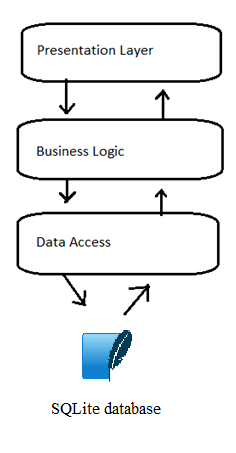 Presentation Layer
Business Logic
Data Access
SQLite database